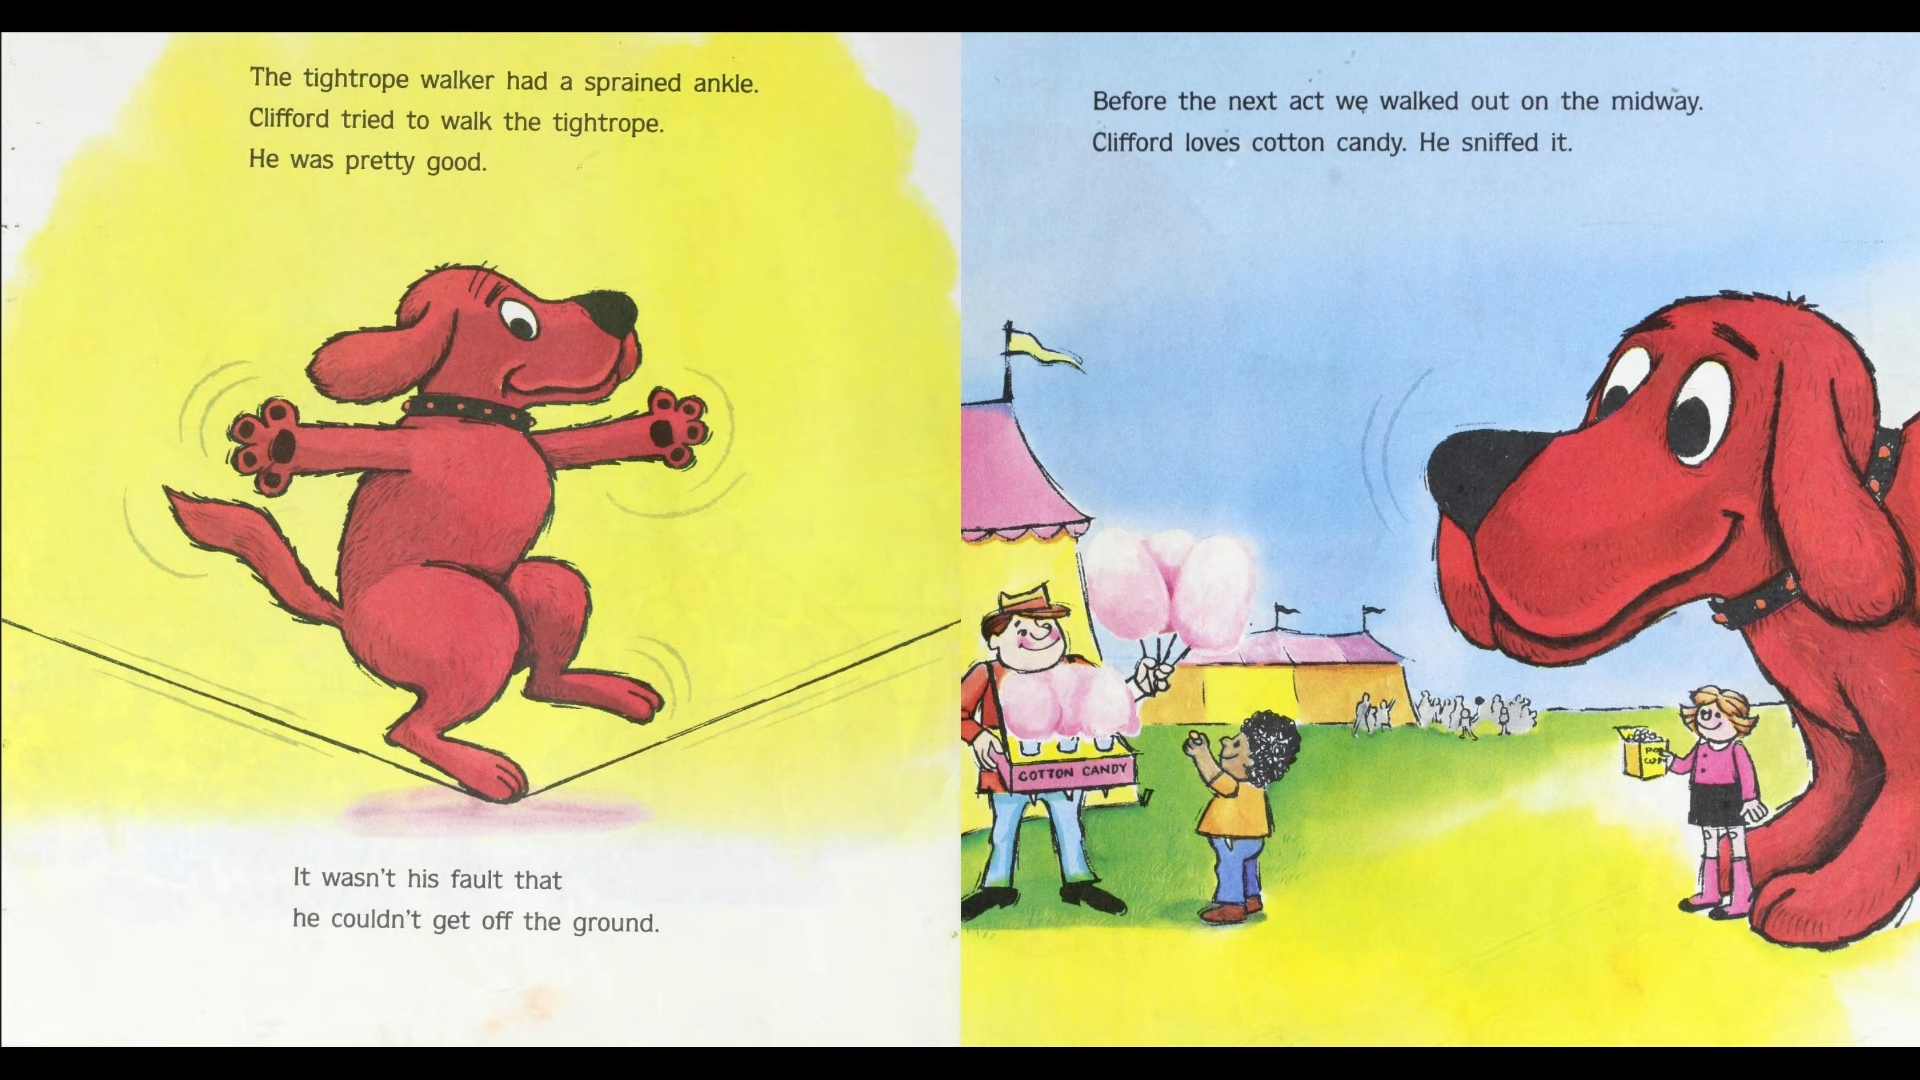 The tightrope walker had a sprained ankle.
Clifford tried to walk the tightrope.
He was pretty good.
It wasn't his fault that
he couldn't get off the ground.
Before the next act we walked out on the midway.
Clifford loves cotton candy. He sniffed it.
COTTON CANDY
POP
CORN